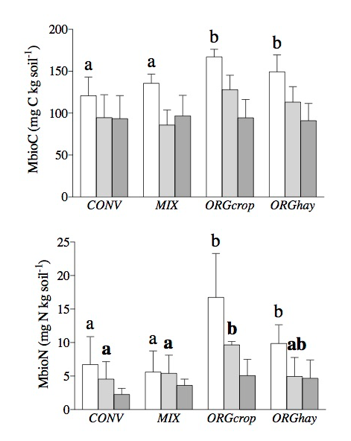 MbioC (mg C kg soil⁻¹)
200
150
100
50
0
a
a
b
b
CONV
MIX
ORGcrop
ORGhay
MbioN (mg N kg soil⁻¹)
25
20
15
10
5
0
a
a
a
a
b
b
b
ab
CONV
MIX
ORGcrop
ORGhay